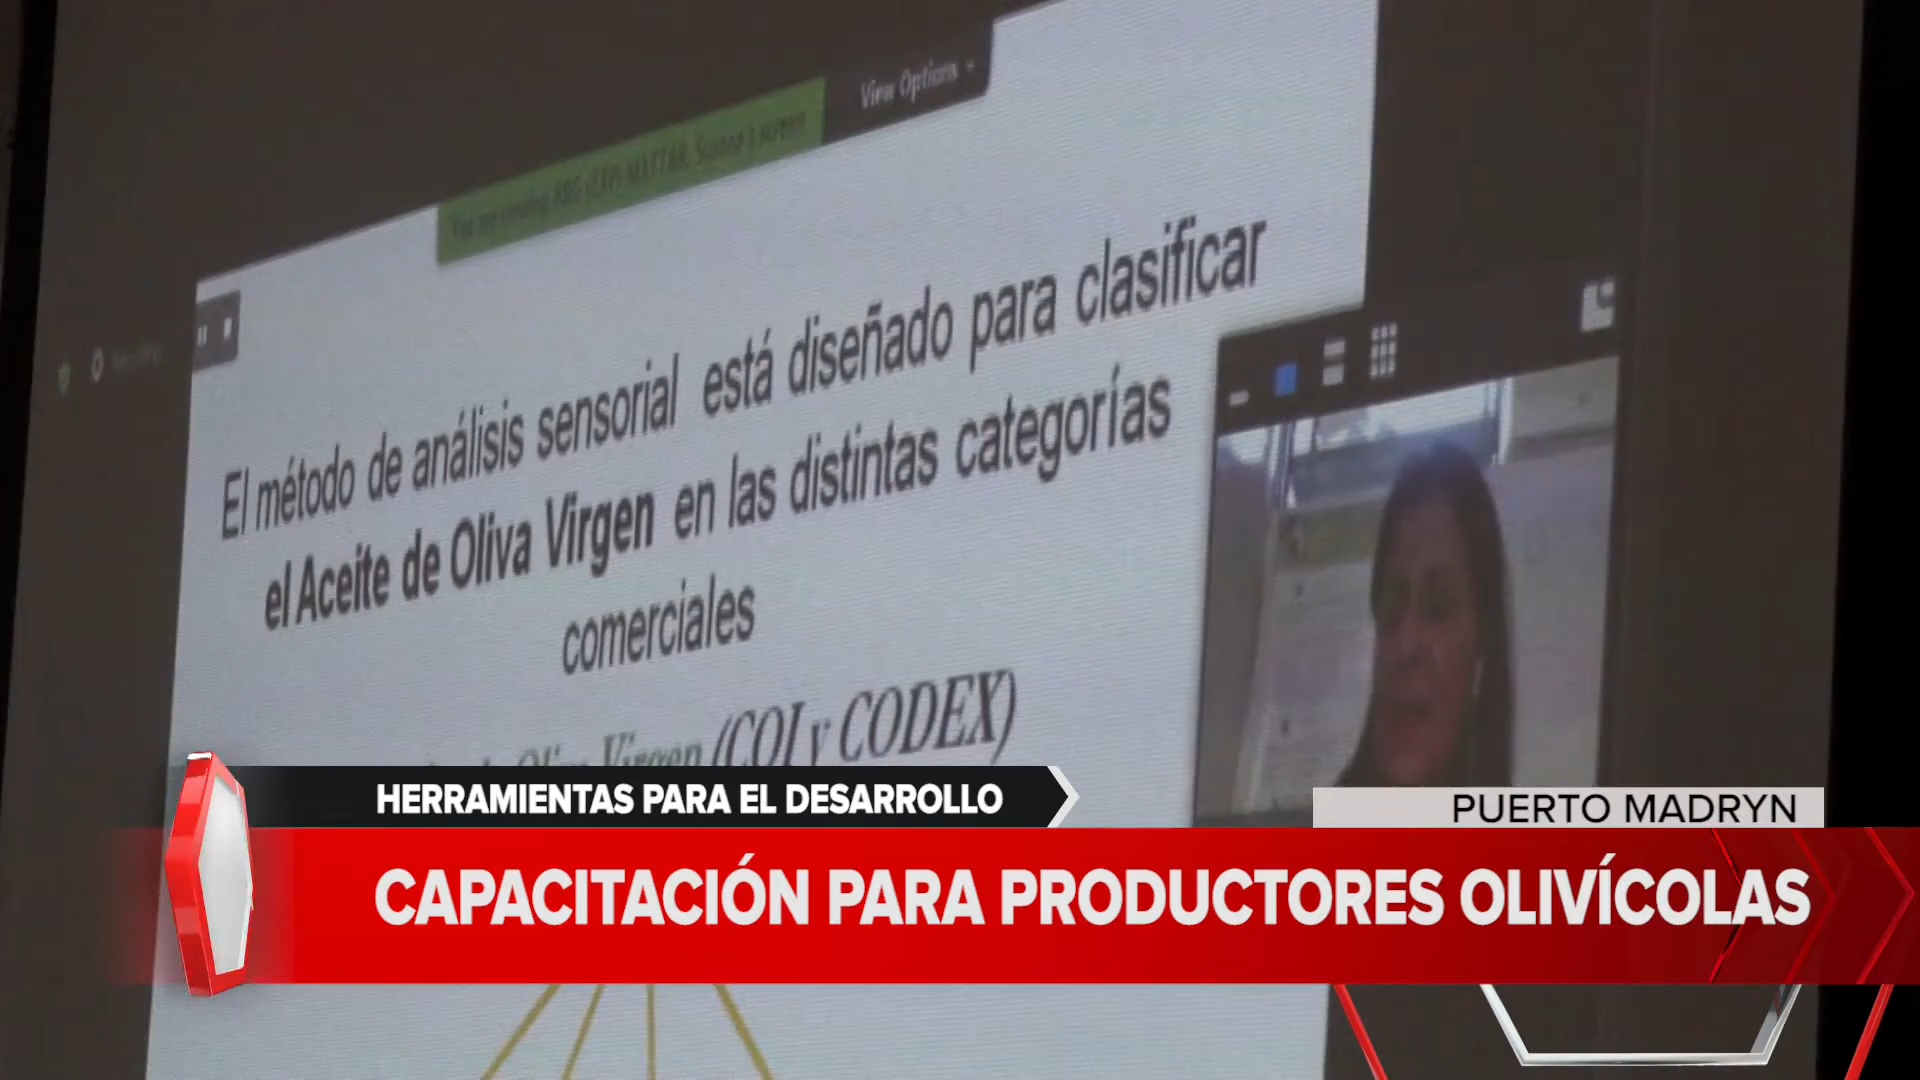 View Options
El método de análisis sensorial está diseñado para clasificar
el Aceite de Oliva Virgen en las distintas categorías
comerciales
Virgen (COI y CODEX)
HERRAMIENTAS PARA EL DESARROLLO
PUERTO MADRYN
CAPACITACIÓN PARA PRODUCTORES OLIVÍCOLAS